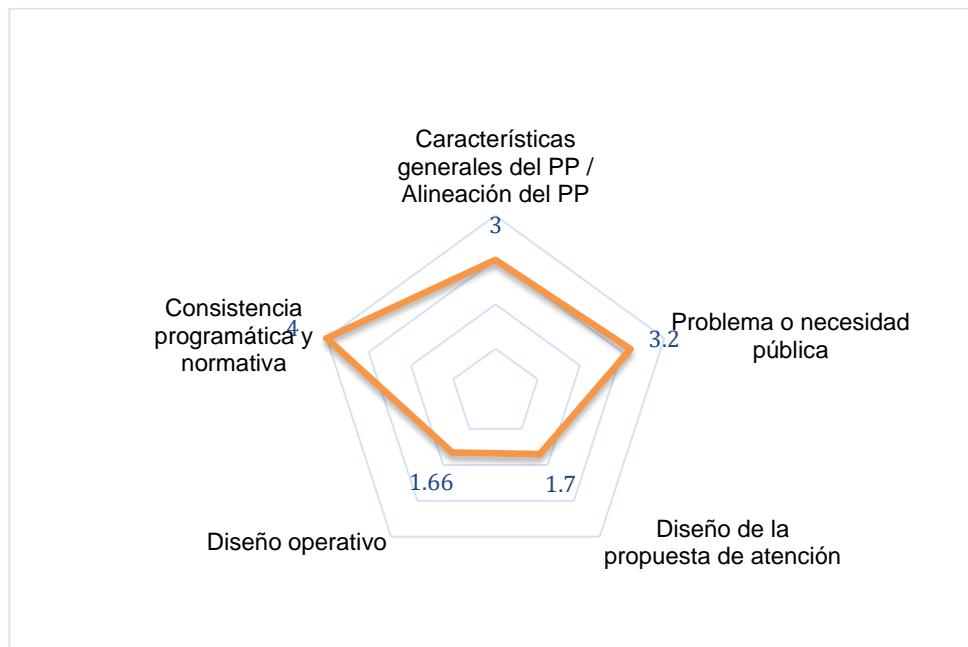 Característícas
generales del PP /
Alineación del PP
3
Consistencia
programática y
normativa
4
Problema o necesidad
pública
3.2
1.66
1.7
Diseño operativo
Diseño de la
propuesta de atención